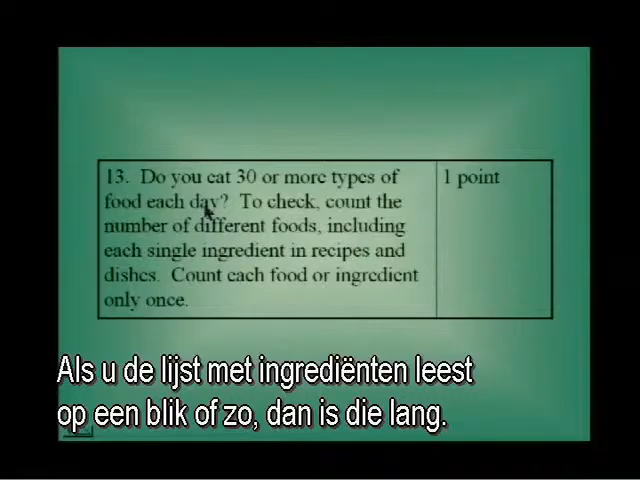 13. Do you eat 30 or more types of
food each day? To check, count the
number of different foods, including
each single ingredient in recipes and
dishes. Count each food or ingredient
only once.
1 point
Als u de lijst met ingrediënten leest
op een blik of zo, dan is die lang.